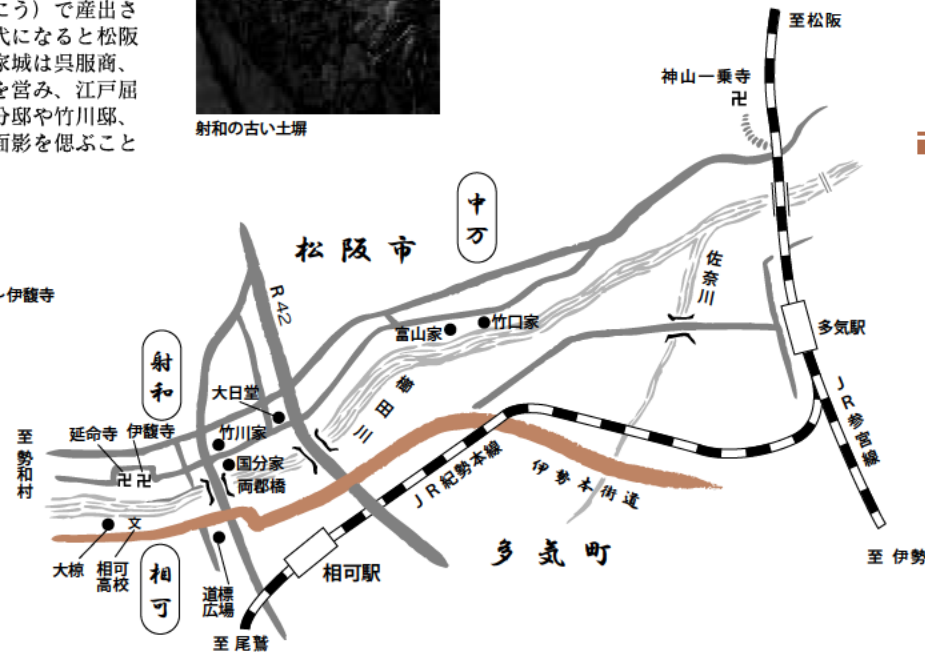 こう）で産出さ
代になると松阪
家城は呉服商、
を営み、江戸屈
分邸や竹川邸、
面影を偲ぶこと
射和の古い土塀
至松阪
神山一乗寺
卍
中万
松阪市
佐奈川
～伊馥寺
R42
多気駅
富山家
竹口家
射和
櫛田川
大日堂
JR参宮線
竹川家
延命寺
伊馥寺
至勢和村
国分家
卍卍
両郡橋
JR紀勢本線
伊勢本街道
文
大椋
相可
高校
相可
多気町
至 伊勢
相可駅
道標
広場
至 尾鷲